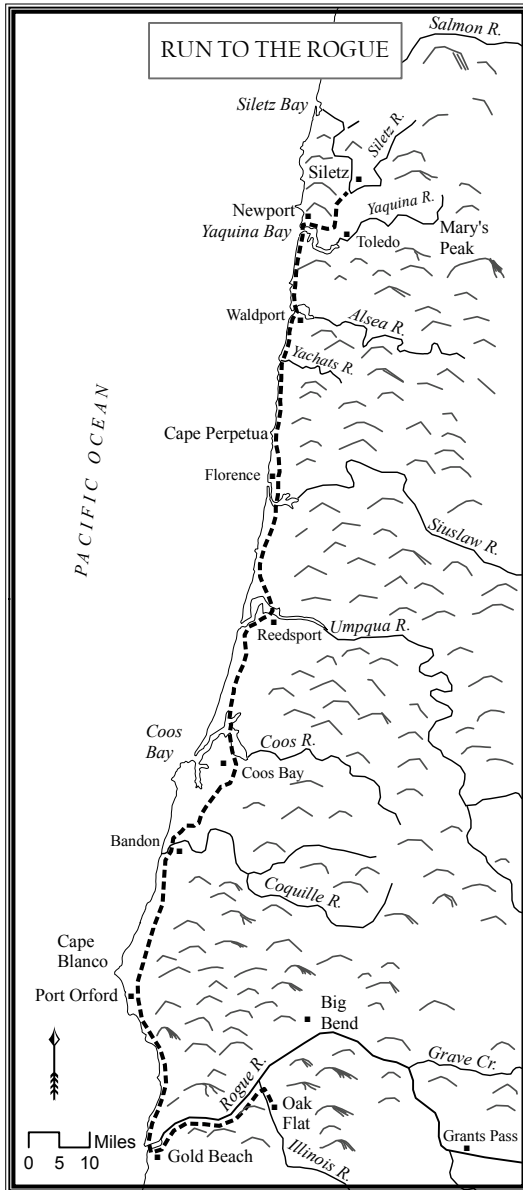 RUN TO THE ROGUE
Salmon R.
Siletz Bay
Siletz R.
Siletz
Newport
Yaquina R.
Yaquina Bay
Toledo
Mary's
Peak
Waldport
Alsea R.
Yachats R.
PACIFIC OCEAN
Cape Perpetua
Florence
Siuslaw R.
Umpqua R.
Reedsport
Coos
Bay
Coos R.
Coos Bay
Bandon
Coquille R.
Cape
Blanco
Port Orford
Big
Bend
Grave Cr.
Rogue R.
Oak
Flat
Grants Pass
Illinois R.
Gold Beach
Miles
0 5 10